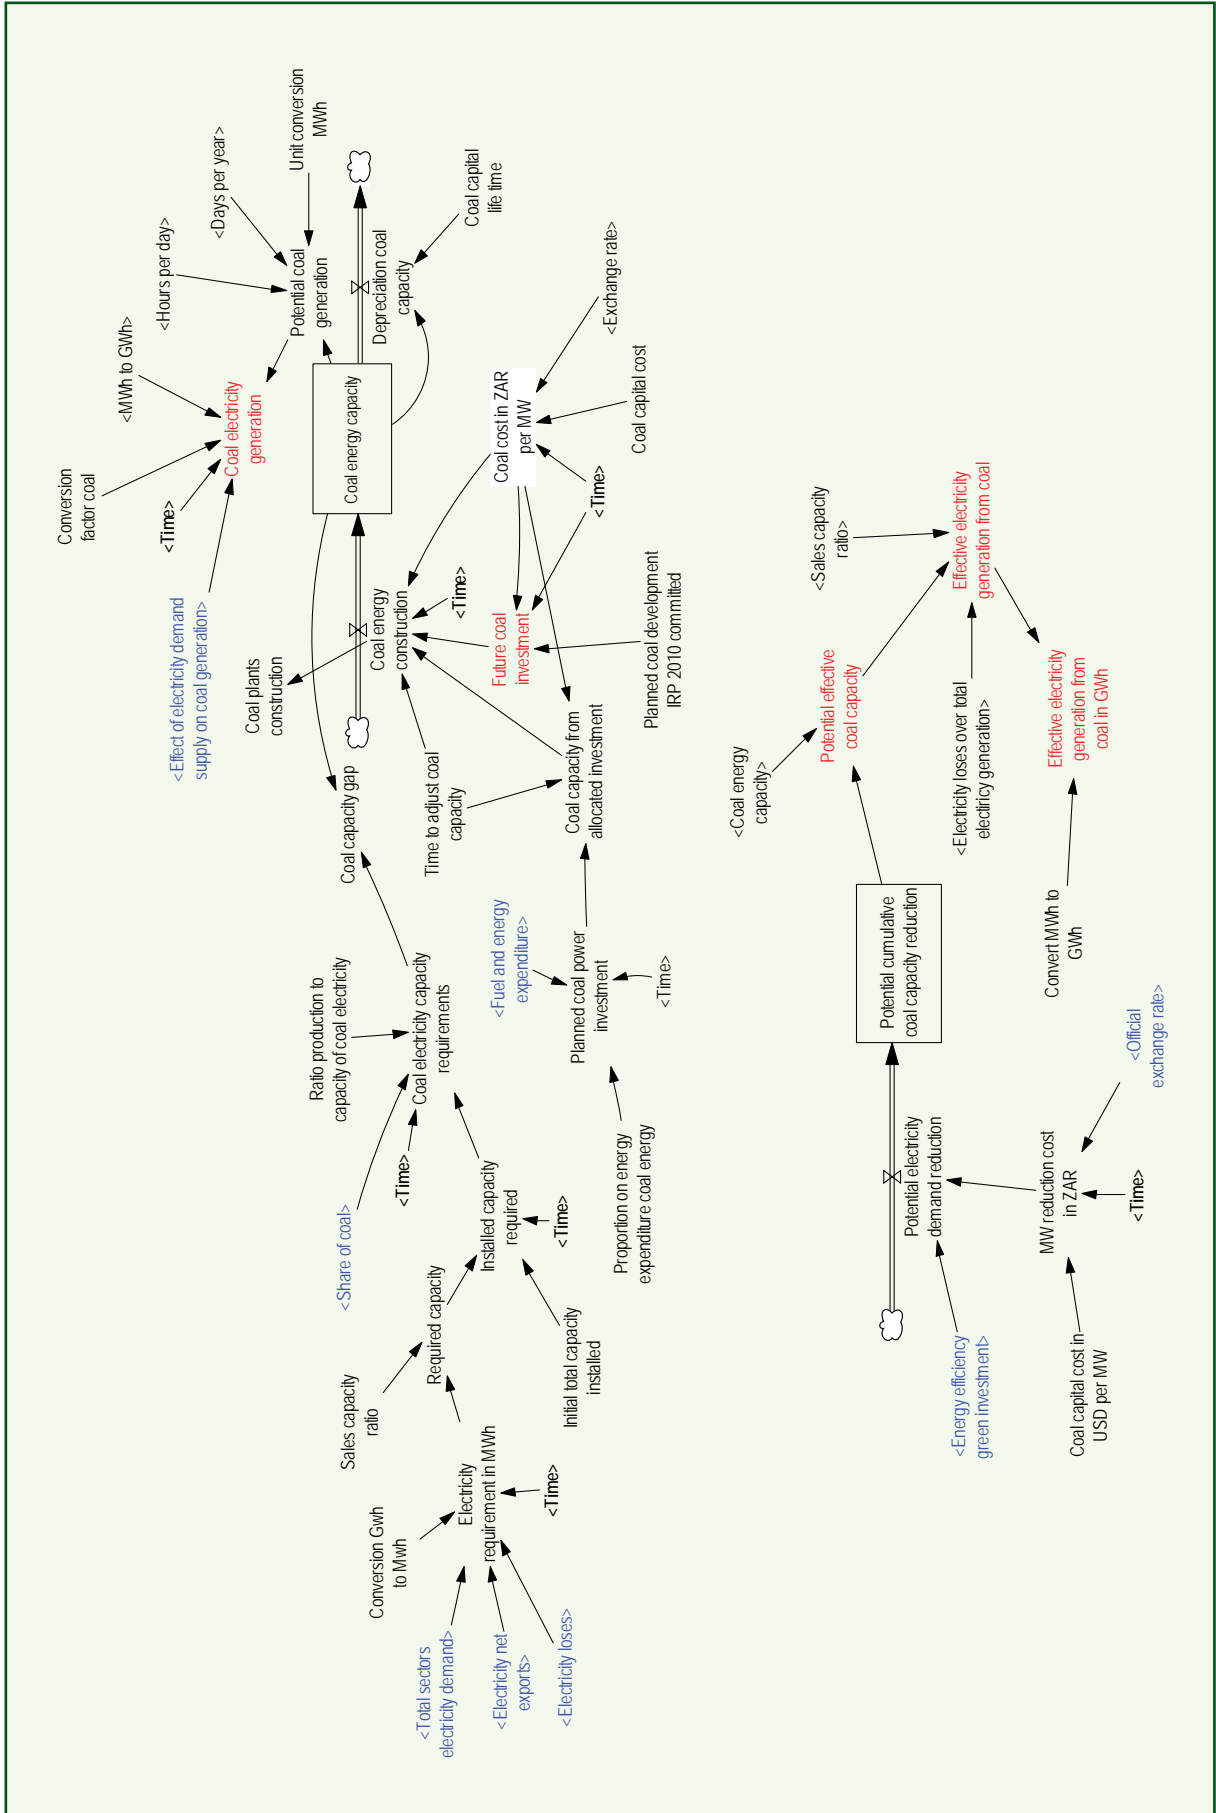 Conversion
factor coal
<MWh to GWh>
<Hours per day>
<Days per year>
Unit conversion
MWh
<Time>
<Effect of electricity demand
supply on coal generation>
Coal electricity
generation
Potential coal
generation
Coal plants
construction
Coal energy capacity
Depreciation coal
capacity
Coal capital
life time
Coal capacity gap
Coal energy
construction
<Time>
Time to adjust coal
capacity
Future coal
investment
Coal cost in ZAR
per MW
<Exchange rate>
Coal capital cost
<Time>
Planned coal development
IRP 2010 committed
Coal capacity from
allocated investment
Ratio production to
capacity of coal electricity
<Share of coal>
<Time>
Coal electricity capacity
requirements
<Fuel and energy
expenditure>
Planned coal power
investment
<Time>
Proportion on energy
expenditure coal energy
Installed capacity
required
<Time>
Initial total capacity
installed
Required capacity
Sales capacity
ratio
Conversion Gwh
to Mwh
Electricity
requirement in MWh
<Time>
<Total sectors
electricity demand>
<Electricity net
exports>
<Electricity loses>
<Coal energy
capacity>
<Sales capacity
ratio>
Potential effective
coal capacity
Effective electricity
generation from coal
<Electricity loses over total
electiricy generation>
Effective electricity
generation from
coal in GWh
Convert MWh to
GWh
Potential cumulative
coal capacity reduction
Potential electricity
demand reduction
<Energy efficiency
green investment>
MW reduction cost
in ZAR
<Official
exchange rate>
<Time>
Coal capital cost in
USD per MW